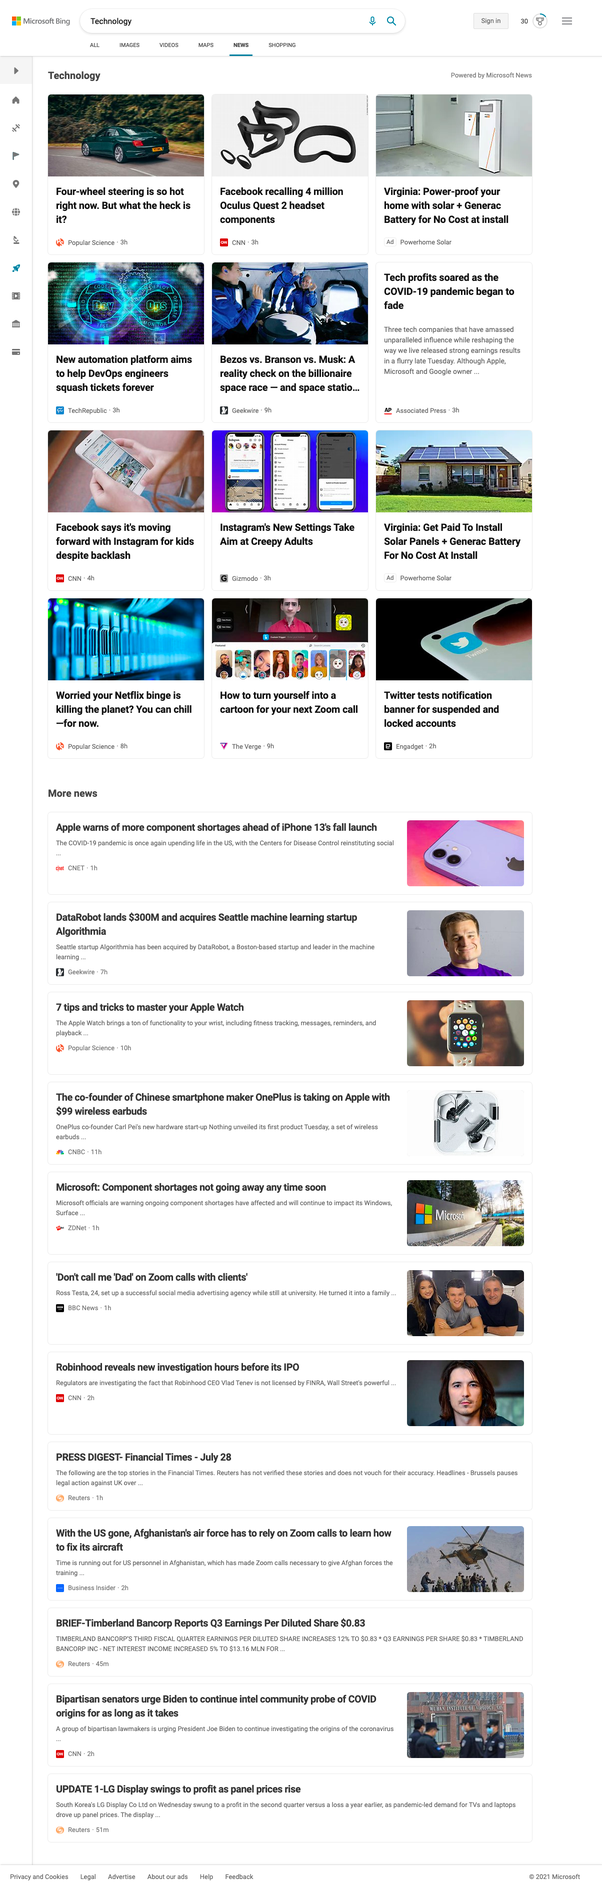 Microsoft Bing
Technology
Sign in
30
ALL
IMAGES
VIDEOS
MAPS
NEWS
SHOPPING
Technology
Powered by Microsoft News
Four-wheel steering is so hot
right now. But what the heck is
it?
Popular Science · 3h
Facebook recalling 4 million
Oculus Quest 2 headset
components
CNN · 3h
Virginia: Power-proof your
home with solar + Generac
Battery for No Cost at install
Ad Powerhome Solar
Dev
Ops
New automation platform aims
to help DevOps engineers
squash tickets forever
TechRepublic · 3h
Bezos vs. Branson vs. Musk: A
reality check on the billionaire
space race — and space statio...
Geekwire · 9h
Tech profits soared as the
COVID-19 pandemic began to
fade
Three tech companies that have amassed
unparalleled influence while reshaping the
way we live released strong earnings results
in a flurry late Tuesday. Although Apple,
Microsoft and Google owner ...
AP Associated Press · 3h
Facebook says it's moving
forward with Instagram for kids
despite backlash
CNN · 4h
Instagram's New Settings Take
Aim at Creepy Adults
Gizmodo · 3h
Virginia: Get Paid To Install
Solar Panels + Generac Battery
For No Cost At Install
Ad Powerhome Solar
Worried your Netflix binge is
killing the planet? You can chill
—for now.
Popular Science · 8h
How to turn yourself into a
cartoon for your next Zoom call
The Verge · 9h
Twitter tests notification
banner for suspended and
locked accounts
Engadget · 2h
More news
Apple warns of more component shortages ahead of iPhone 13's fall launch
The COVID-19 pandemic is once again upending life in the US, with the Centers for Disease Control reinstituting social
...
CNET · 1h
DataRobot lands $300M and acquires Seattle machine learning startup
Algorithmia
Seattle startup Algorithmia has been acquired by DataRobot, a Boston-based startup and leader in the machine
learning ...
Geekwire · 7h
7 tips and tricks to master your Apple Watch
The Apple Watch brings a ton of functionality to your wrist, including fitness tracking, messages, reminders, and
playback ...
Popular Science · 10h
The co-founder of Chinese smartphone maker OnePlus is taking on Apple with
$99 wireless earbuds
OnePlus co-founder Carl Pei's new hardware start-up Nothing unveiled its first product Tuesday, a set of wireless
earbuds ...
CNBC · 11h
Microsoft: Component shortages not going away any time soon
Microsoft officials are warning ongoing component shortages have affected and will continue to impact its Windows,
Surface ...
ZDNet · 1h
Microsoft
'Don't call me 'Dad' on Zoom calls with clients'
Ross Testa, 24, set up a successful social media advertising agency while still at university. He turned it into a family ...
BBC News · 1h
Robinhood reveals new investigation hours before its IPO
Regulators are investigating the fact that Robinhood CEO Vlad Tenev is not licensed by FINRA, Wall Street's powerful ...
CNN · 2h
PRESS DIGEST- Financial Times - July 28
The following are the top stories in the Financial Times. Reuters has not verified these stories and does not vouch for their accuracy. Headlines - Brussels pauses
legal action against UK over ...
Reuters · 1h
With the US gone, Afghanistan's air force has to rely on Zoom calls to learn how
to fix its aircraft
Time is running out for US personnel in Afghanistan, which has made Zoom calls necessary to give Afghan forces the
training ...
Business Insider · 2h
BRIEF-Timberland Bancorp Reports Q3 Earnings Per Diluted Share $0.83
TIMBERLAND BANCORP'S THIRD FISCAL QUARTER EARNINGS PER DILUTED SHARE INCREASES 12% TO $0.83 * Q3 EARNINGS PER SHARE $0.83 * TIMBERLAND
BANCORP INC - NET INTEREST INCOME INCREASED 5% TO $13.16 MLN FOR ...
Reuters · 45m
Bipartisan senators urge Biden to continue intel community probe of COVID
origins for as long as it takes
A group of bipartisan lawmakers is urging President Joe Biden to continue investigating the origins of the coronavirus
...
CNN · 2h
UPDATE 1-LG Display swings to profit as panel prices rise
South Korea's LG Display Co Ltd on Wednesday swung to a profit in the second quarter versus a loss a year earlier, as pandemic-led demand for TVs and laptops
drove up panel prices. The display ...
Reuters · 51m
Privacy and Cookies
Legal
Advertise
About our ads
Help
Feedback
© 2021 Microsoft